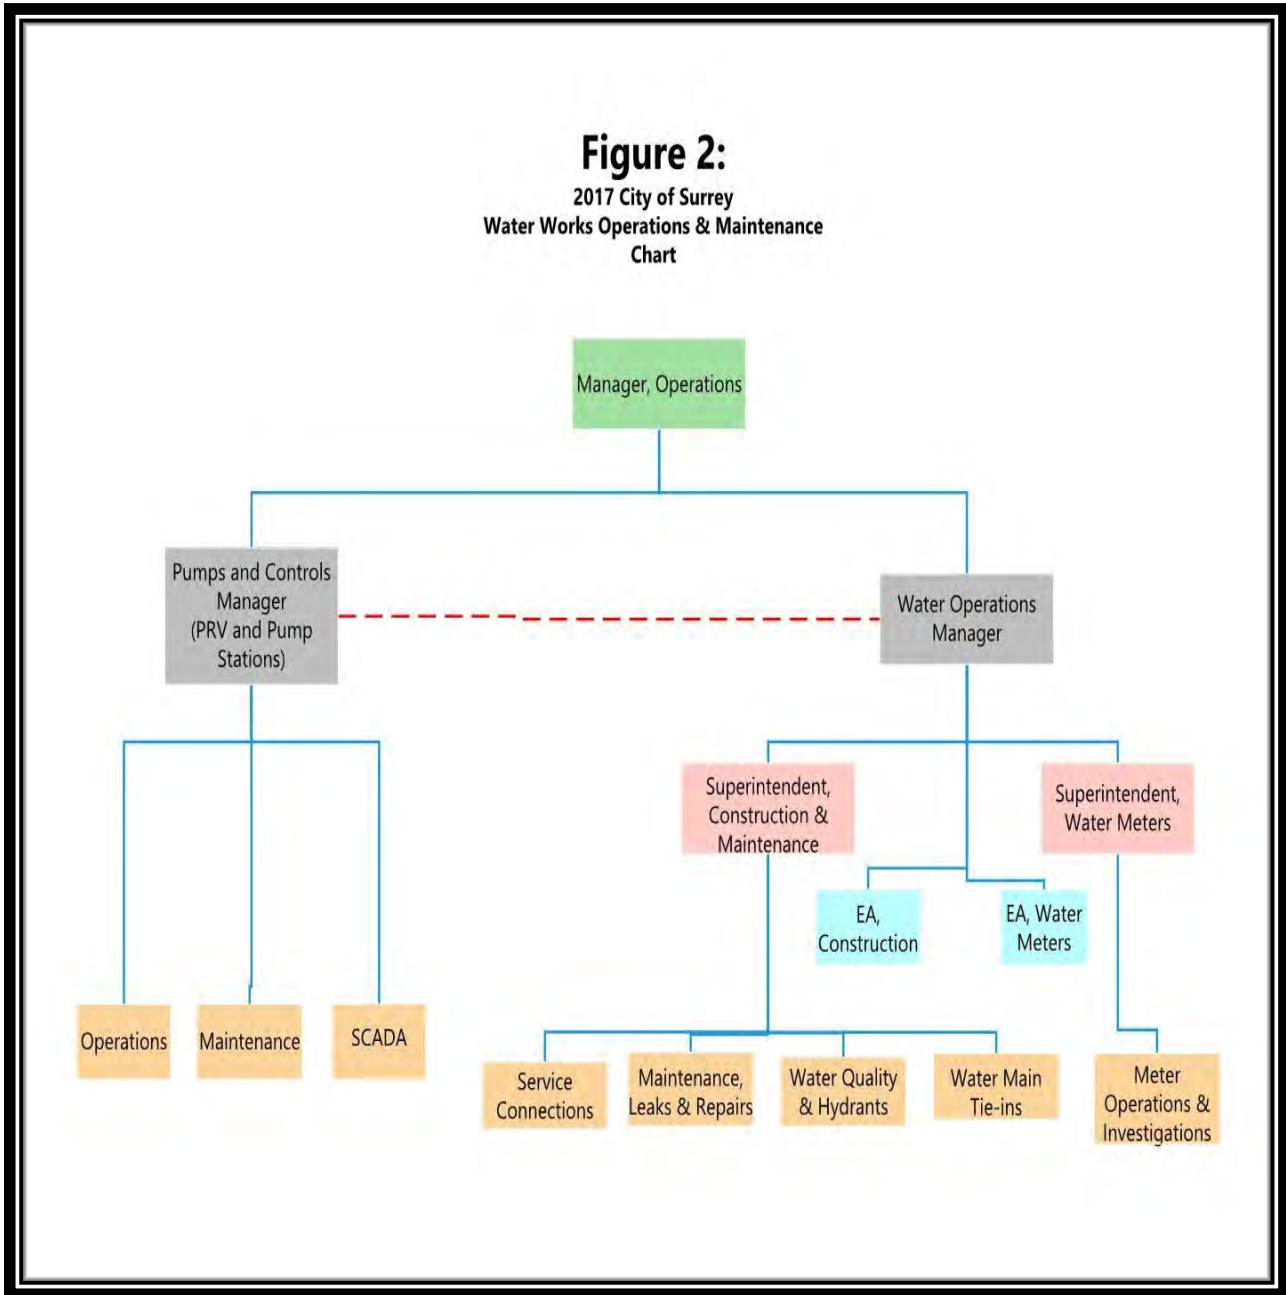 Figure 2:
2017 City of Surrey
Water Works Operations & Maintenance
Chart
Manager, Operations
Pumps and Controls
Manager
(PRV and Pump
Stations)
Water Operations
Manager
Superintendent,
Construction &
Maintenance
Superintendent,
Water Meters
EA,
Construction
EA, Water
Meters
Operations
Maintenance
SCADA
Service
Connections
Maintenance,
Leaks & Repairs
Water Quality
& Hydrants
Water Main
Tie-ins
Meter
Operations &
Investigations